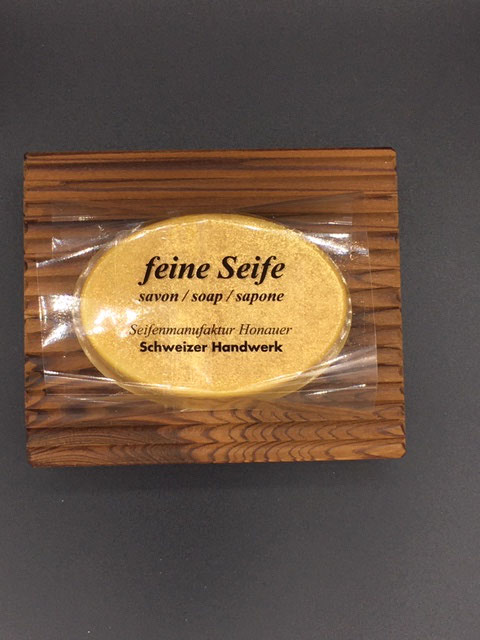 feine Seife
savon / soap / sapone
Seifenmanufaktur Honauer
Schweizer Handwerk